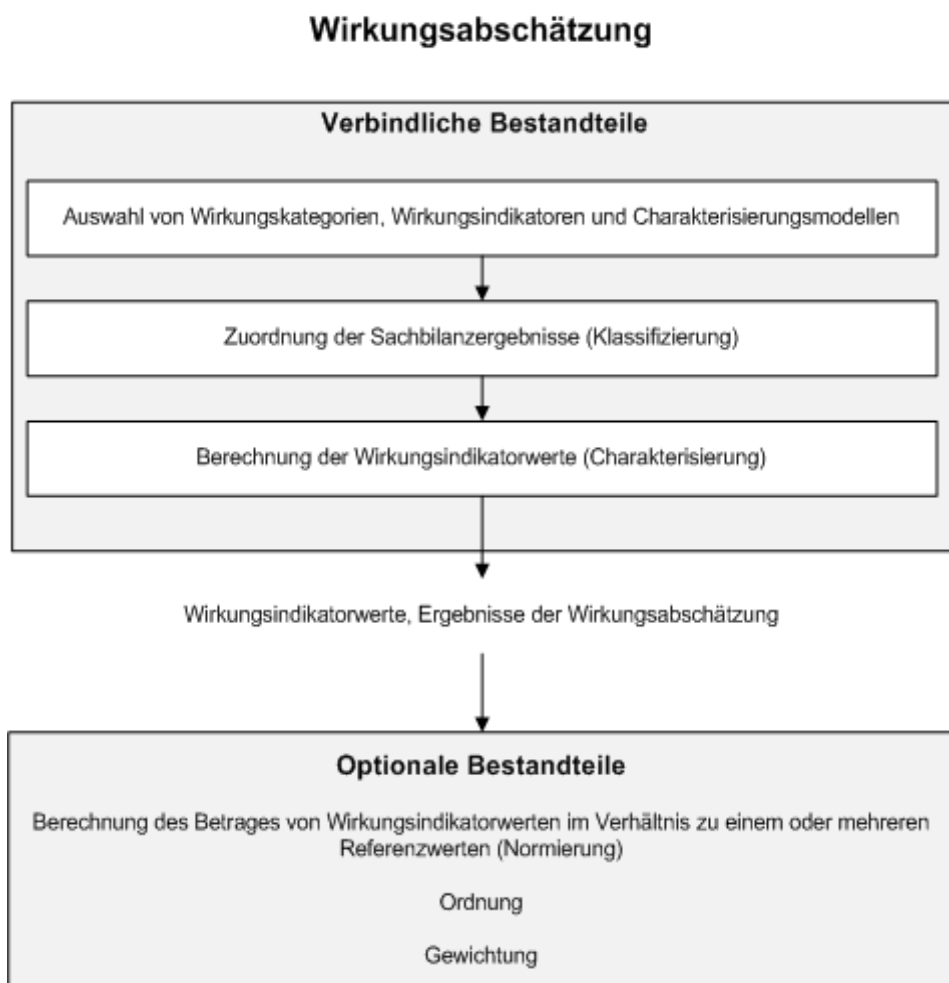 Wirkungsabschätzung
Verbindliche Bestandteile
Auswahl von Wirkungskategorien, Wirkungsindikatoren und Charakterisierungsmodellen
Zuordnung der Sachbilanzergebnisse (Klassifizierung)
Berechnung der Wirkungsindikatorwerte (Charakterisierung)
Wirkungsindikatorwerte, Ergebnisse der Wirkungsabschätzung
Optionale Bestandteile
Berechnung des Betrages von Wirkungsindikatorwerten im Verhältnis zu einem oder mehreren
Referenzwerten (Normierung)
Ordnung
Gewichtung